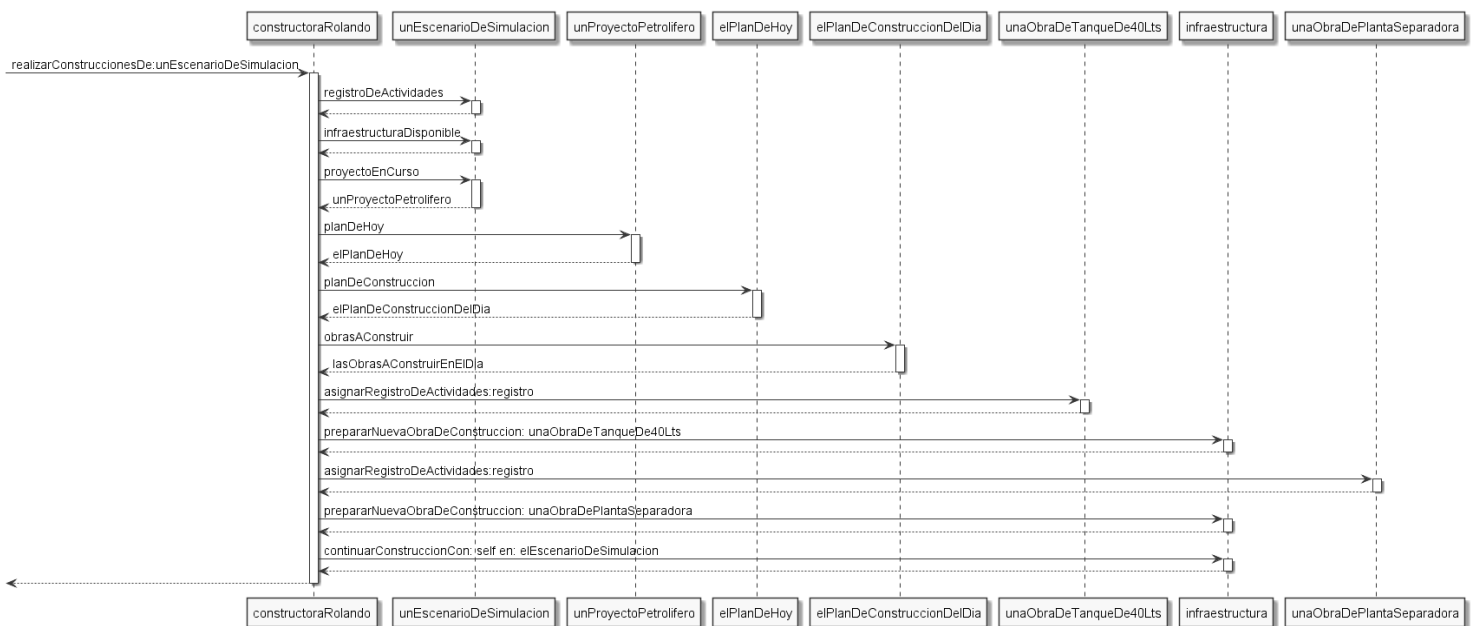 constructoraRolando
unEscenarioDeSimulacion
unProyectoPetrolifero
elPlanDeHoy
elPlanDeConstruccionDelDia
unaObraDeTanqueDe40Lts
infraestructura
unaObraDePlantaSeparadora
realizarConstruccionesDe:unEscenarioDeSimulacion
registroDeActividades
infraestructuraDisponible
proyectoEnCurso
unProyectoPetrolifero
planDeHoy
elPlanDeHoy
planDeConstruccion
elPlanDeConstruccionDelDia
obrasAConstruir
lasObrasAConstruirEnElDia
asignarRegistroDeActividades:registro
prepararNuevaObraDeConstruccion: unaObraDeTanqueDe40Lts
asignarRegistroDeActividades:registro
prepararNuevaObraDeConstruccion: unaObraDePlantaSeparadora
continuarConstruccionCon: self en: elEscenarioDeSimulacion
constructoraRolando
unEscenarioDeSimulacion
unProyectoPetrolifero
elPlanDeHoy
elPlanDeConstruccionDelDia
unaObraDeTanqueDe40Lts
infraestructura
unaObraDePlantaSeparadora